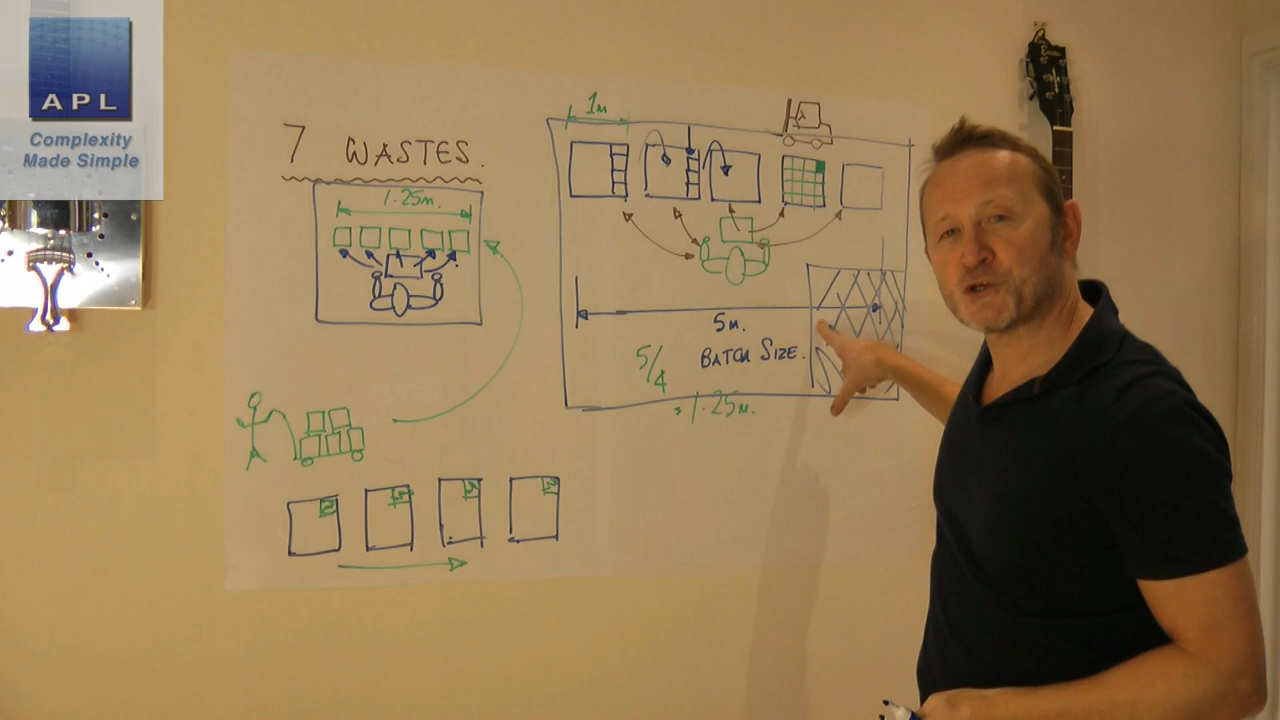 APL
Complexity
Made Simple
7 WASTES.
1.25m.
1m
5m.
BATCH SIZE.
5/4
= 1.25m.